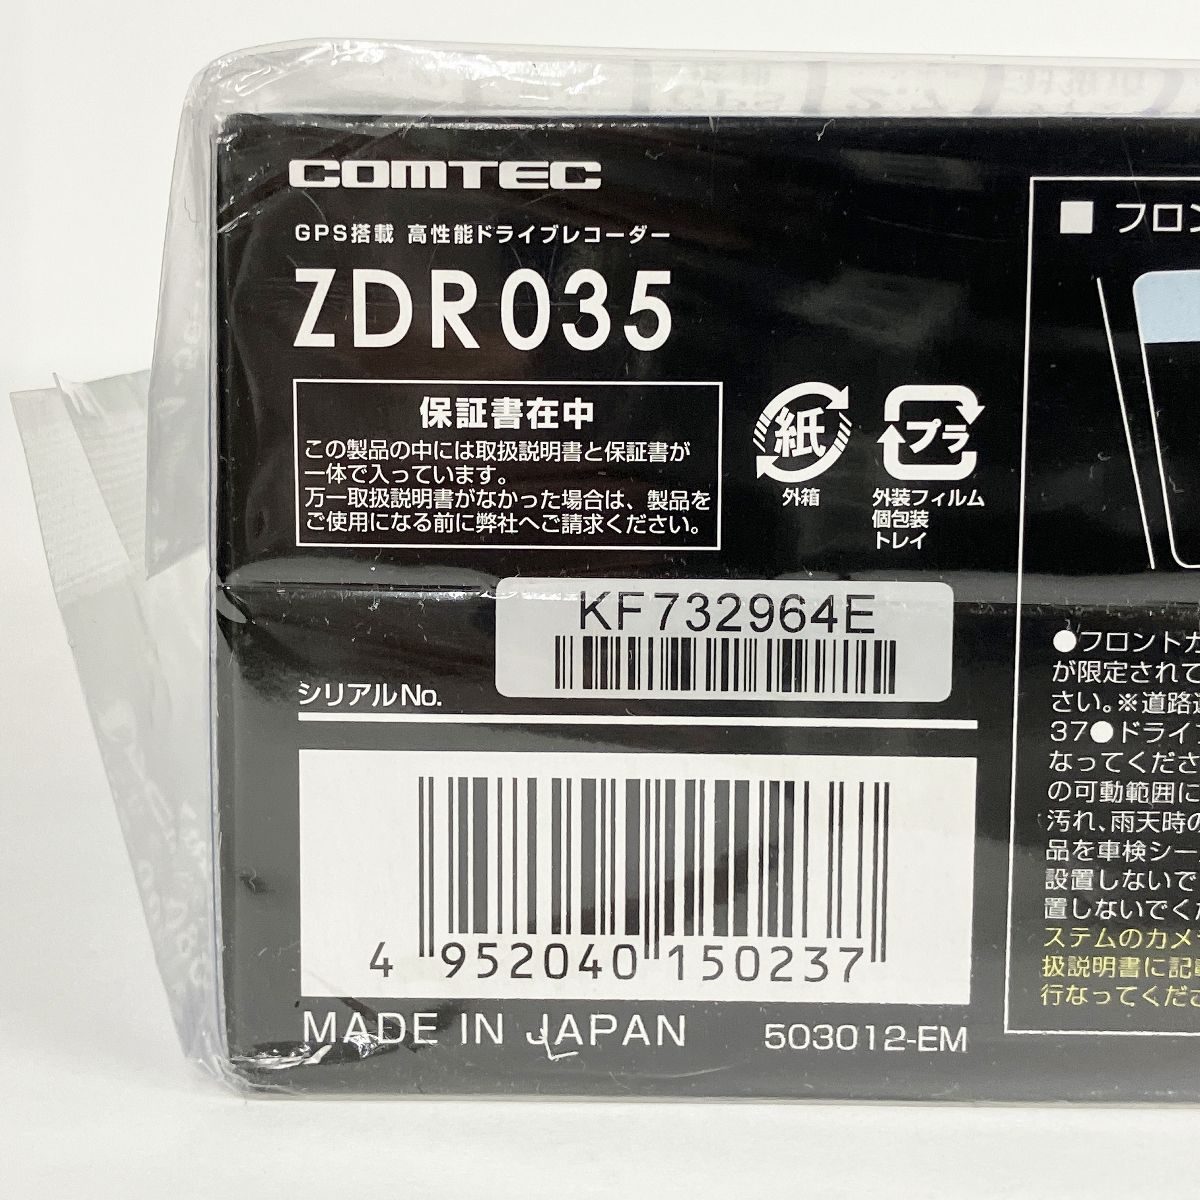 COMTEC
GPS搭載 高性能ドライブレコーダー
ZDR035
保証書在中
この製品の中には取扱説明書と保証書が
一体で入っています。
万一取扱説明書がなかった場合は、製品を
ご使用になる前に弊社へご請求ください。
紙
外箱
プラ
外装フィルム
個包装
トレイ
KF732964E
シリアルNo.
4 952040 150237
MADE IN JAPAN
503012-EM
■ フロン
●フロントカ
が限定されて
さい。※道路運
37●ドライブ
なってくださ
の可動範囲に
汚れ、雨天時の
品を車検シー
設置しないで
置しないでくだ
ステムのカメラ
扱説明書に記載
行なってくださ